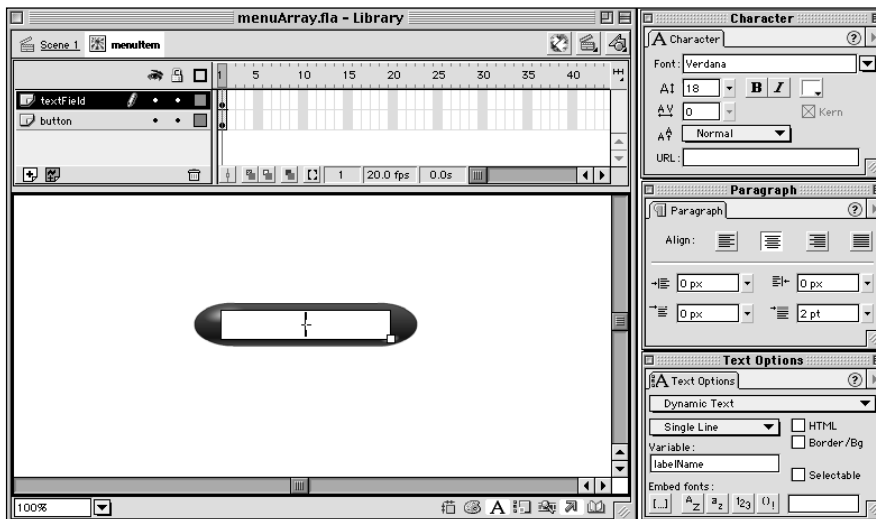 menuArray.fla - Library
Scene 1 menuItem
1 5 10 15 20 25 30 35 40
textField
button
1 20.0 fps 0.0s
100%
Character
A Character ?
Font: Verdana
18 B I
0 Kern
Normal
URL:
Paragraph
Paragraph ?
Align:
0 px 0 px
0 px 2 pt
Text Options
A Text Options ?
Dynamic Text
Single Line HTML
Border/Bg
Variable:
labelName
Selectable
Embed fonts:
[...] AZ az 123 ()!